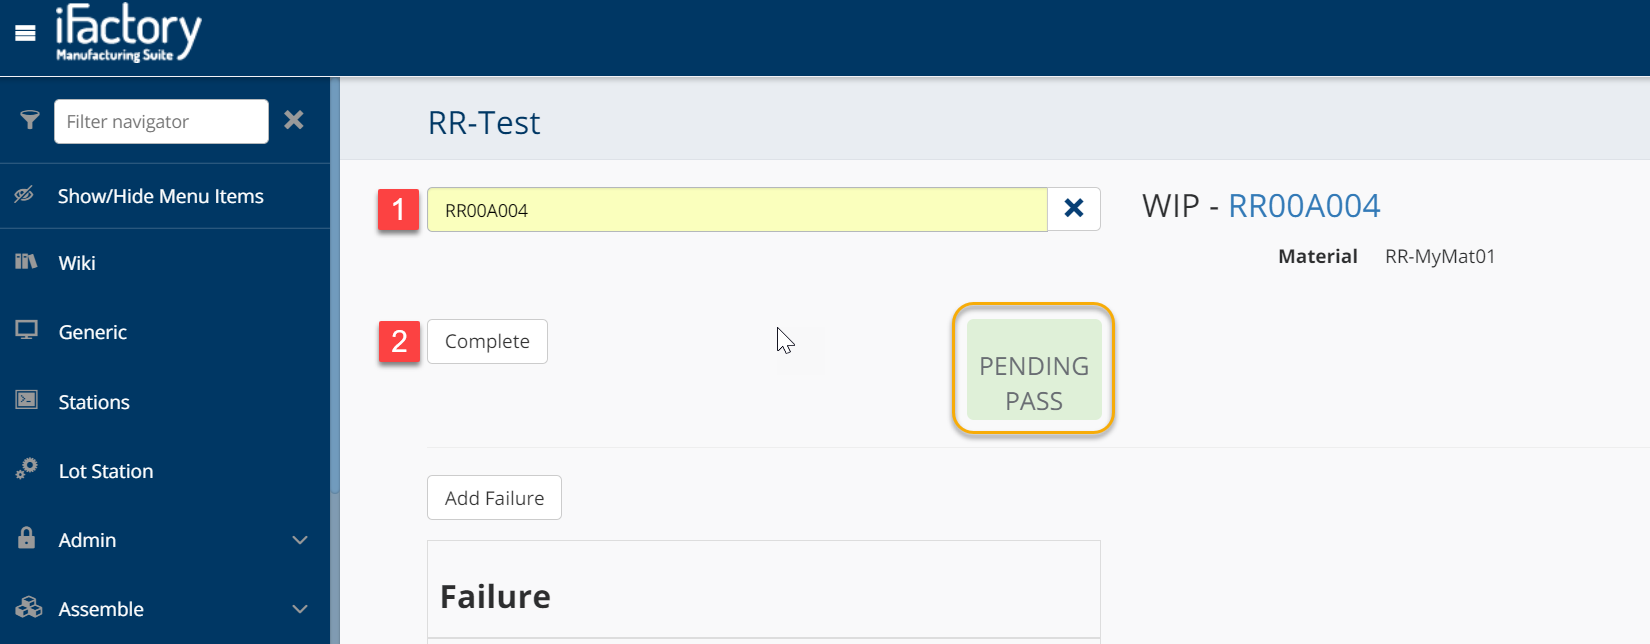 iFactory
Manufacturing Suite
Filter navigator
Show/Hide Menu Items
Wiki
Generic
Stations
Lot Station
Admin
Assemble
RR-Test
1
RR00A004
WIP - RR00A004
Material RR-MyMat01
2
Complete
PENDING
PASS
Add Failure
Failure